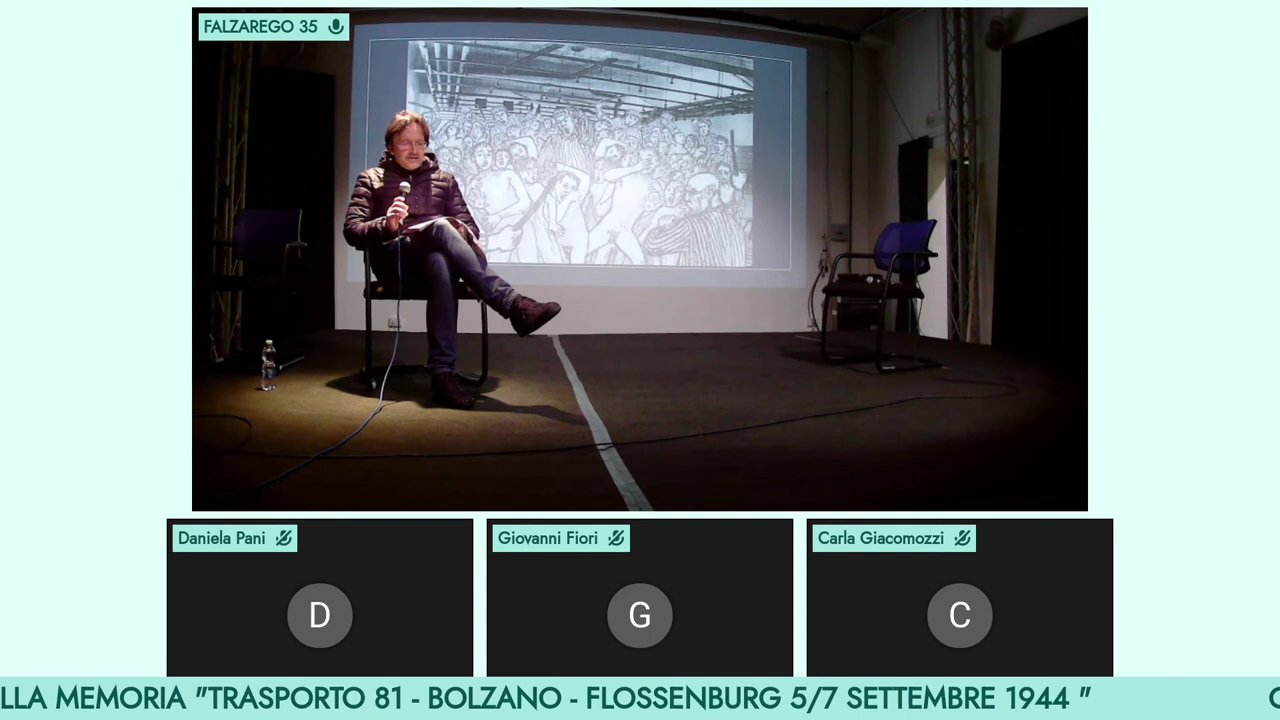 FALZAREGO 35
Daniela Pani
Giovanni Fiori
Carla Giacomozzi
D
G
C
LLA MEMORIA "TRASPORTO 81 - BOLZANO - FLOSSENBURG 5/7 SETTEMBRE 1944 "